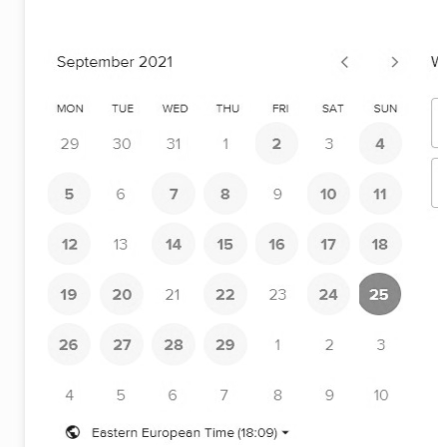 September 2021
MON TUE WED THU FRI SAT SUN
29 30 31 1 2 3 4
5 6 7 8 9 10 11
12 13 14 15 16 17 18
19 20 21 22 23 24 25
26 27 28 29 1 2 3
4 5 6 7 8 9 10
Eastern European Time (18:09)